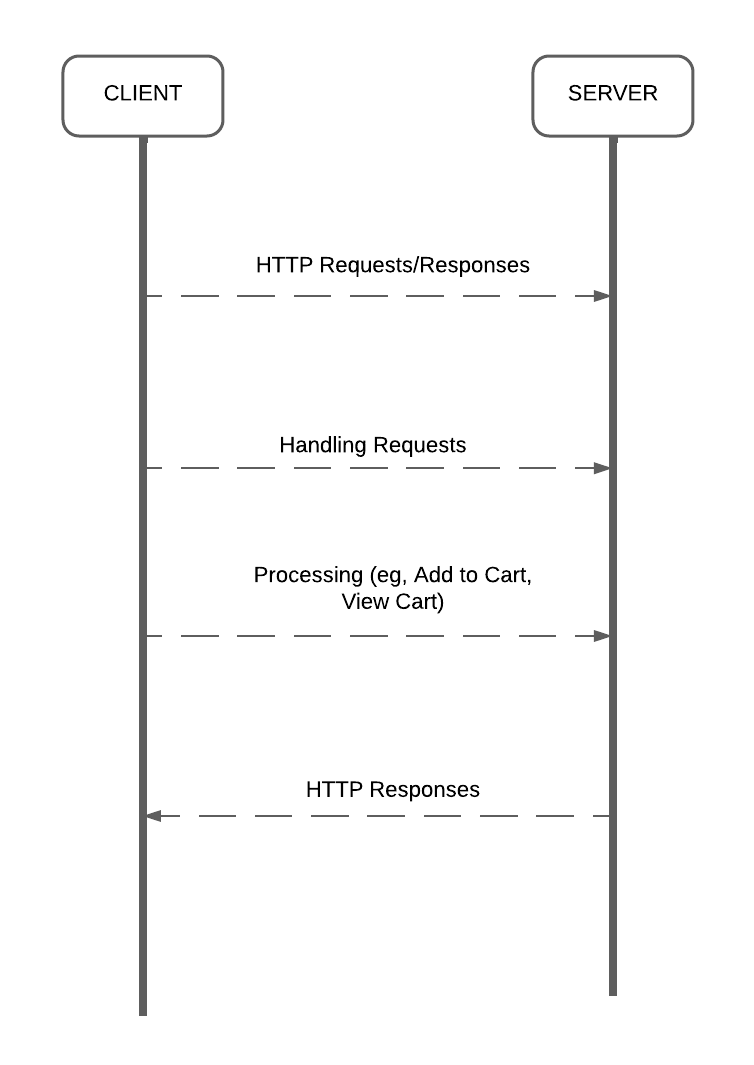 CLIENT
SERVER
HTTP Requests/Responses
Handling Requests
Processing (eg, Add to Cart,
View Cart)
HTTP Responses